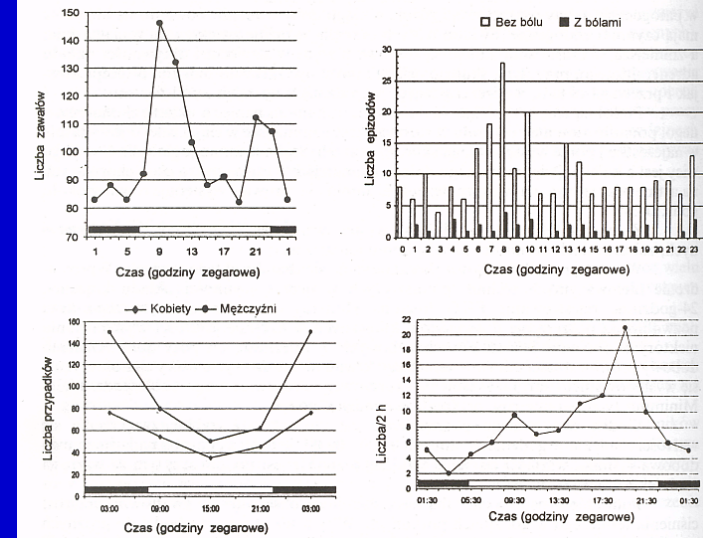 150
140
130
120
110
100
90
80
70
Liczba zawałów
1 5 9 13 17 21 1
Czas (godziny zegarowe)
Bez bólu Z bólami
30
25
20
15
10
5
0
Liczba epizodów
0 1 2 3 4 5 6 7 8 9 10 11 12 13 14 15 16 17 18 19 20 21 22 23
Czas (godziny zegarowe)
Kobiety Mężczyźni
160
140
120
100
80
60
40
20
0
Liczba przypadków
03:00 09:00 15:00 21:00 03:00
Czas (godziny zegarowe)
22
20
18
16
14
12
10
8
6
4
2
0
Liczba/2 h
01:30 05:30 09:30 13:30 17:30 21:30 01:30
Czas (godziny zegarowe)